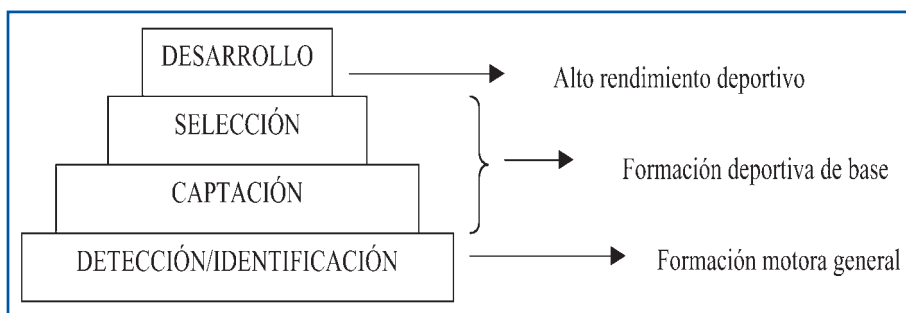 DESARROLLO
Alto rendimiento deportivo
SELECCIÓN
Formación deportiva de base
CAPTACIÓN
DETECCIÓN/IDENTIFICACIÓN
Formación motora general